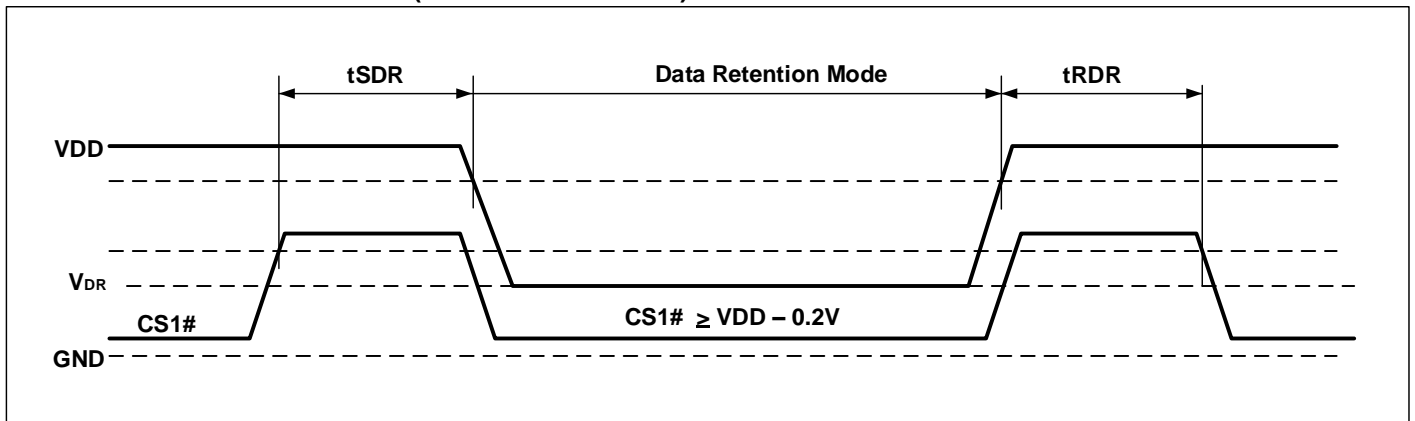 tSDR Data Retention Mode tRDR
VDD
VDR
CS1# CS1# ≥ VDD – 0.2V
GND